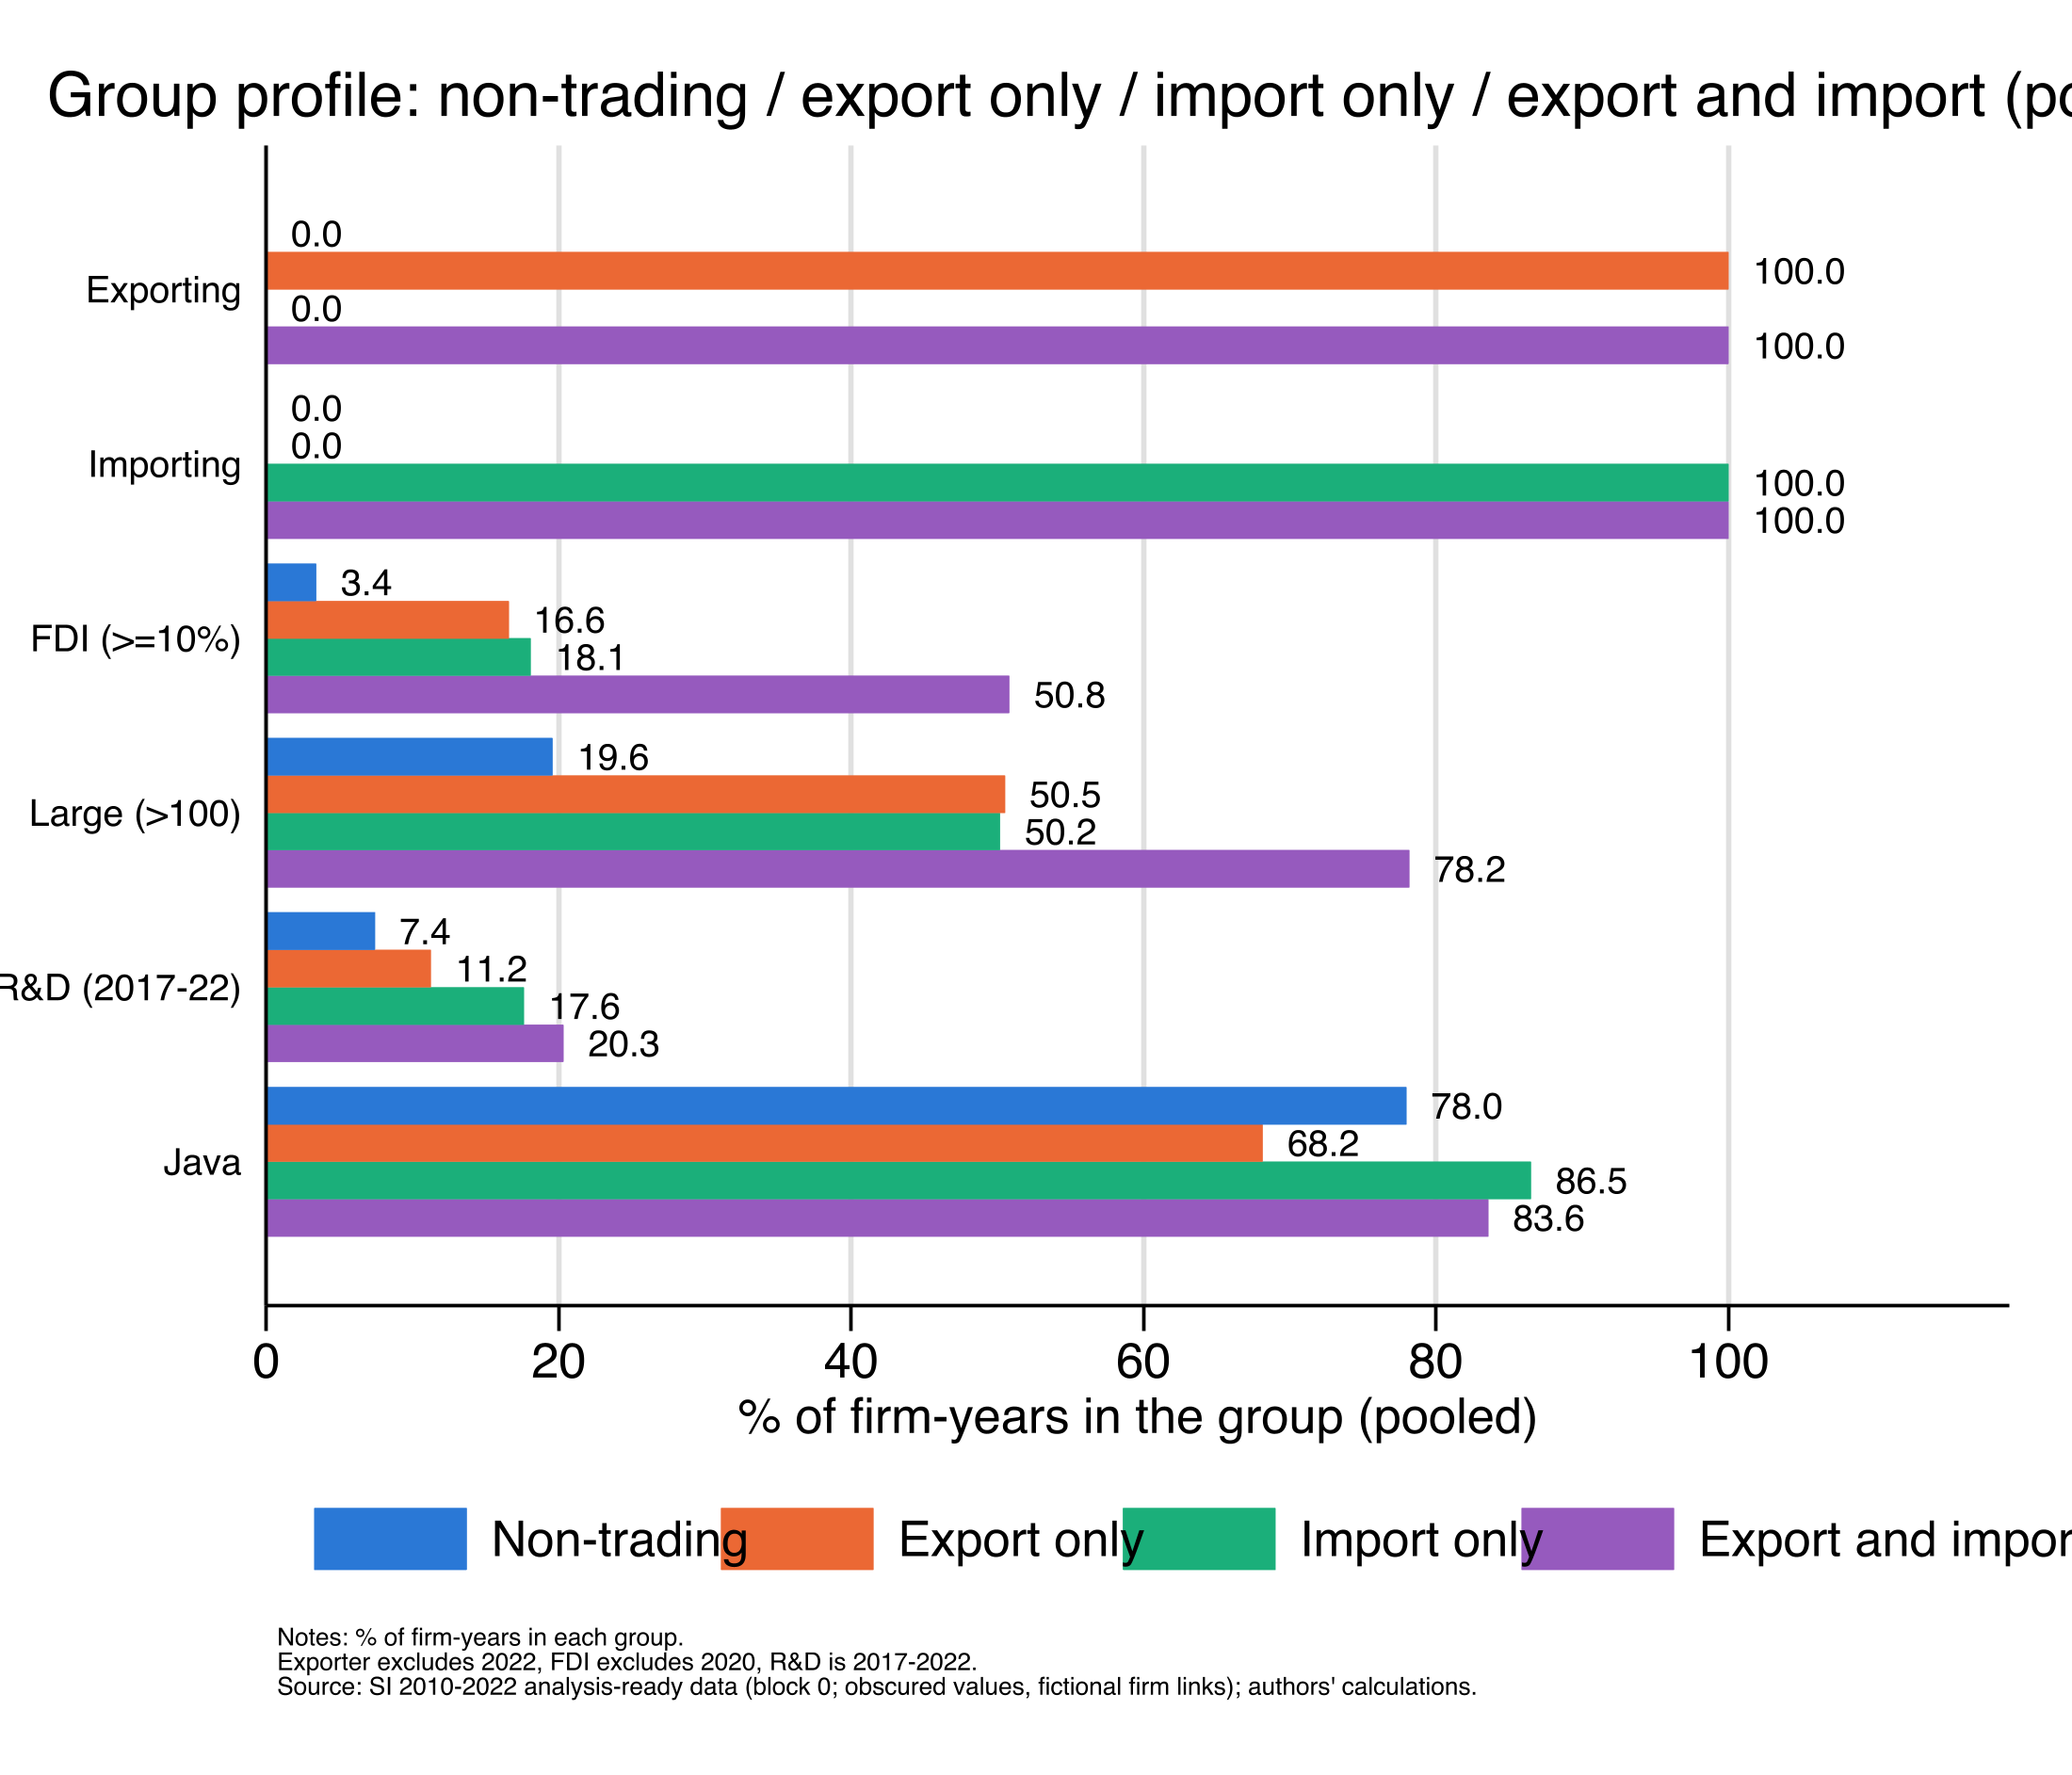 Group profile: non-trading / export only / import only / export and import (po
0.0
100.0
Exporting
0.0
100.0
0.0
0.0
Importing
100.0
100.0
3.4
16.6
FDI (>=10%)
18.1
50.8
19.6
50.5
Large (>100)
50.2
78.2
7.4
11.2
R&D (2017-22)
17.6
20.3
78.0
68.2
Java
86.5
83.6
0 20 40 60 80 100
% of firm-years in the group (pooled)
Non-trading Export only Import only Export and impor
Notes: % of firm-years in each group.
Exporter excludes 2022, FDI excludes 2020, R&D is 2017-2022.
Source: SI 2010-2022 analysis-ready data (block 0; obscured values, fictional firm links); authors' calculations.